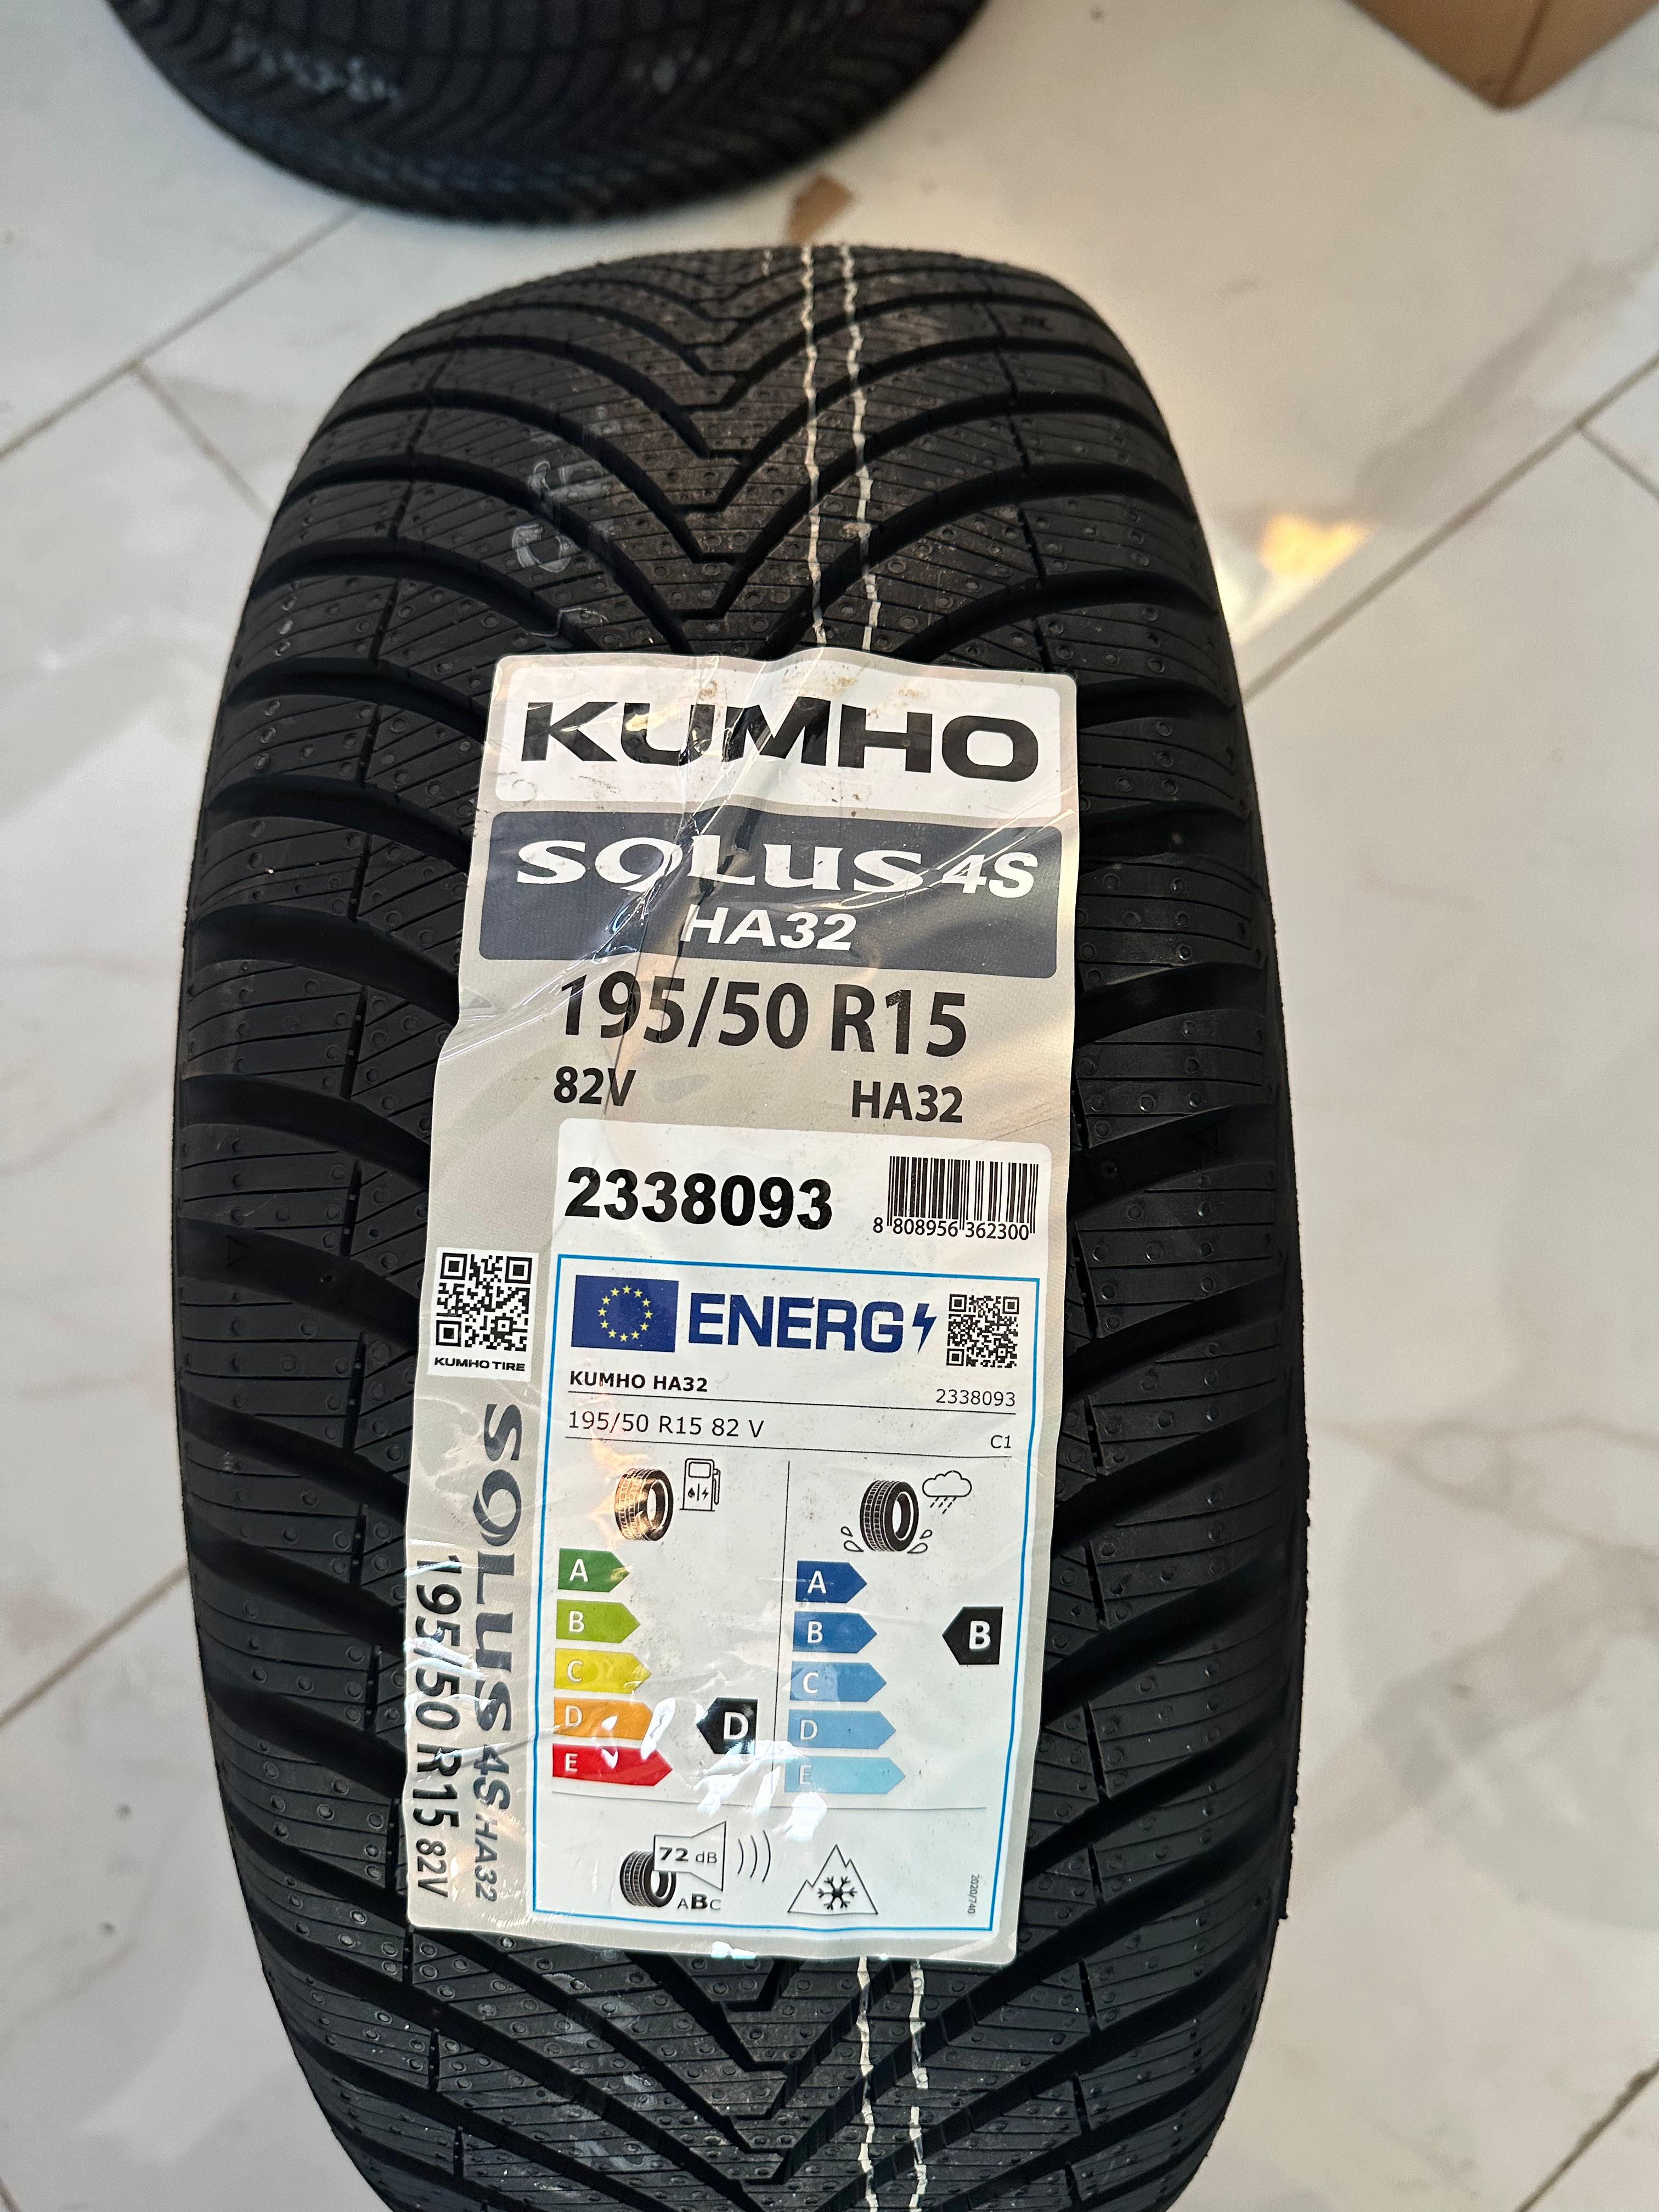 KUMHO
SOLUS 4S
HA32
195/50 R15
82V HA32
2338093
8 808956 362300
KUMHO TIRE
ENERG
KUMHO HA32 2338093
195/50 R15 82 V C1
A A
B B B
C C
D D D
E E
72 dB
ABC
2020/740
SOLUS 4S HA32
195/50 R15 82V